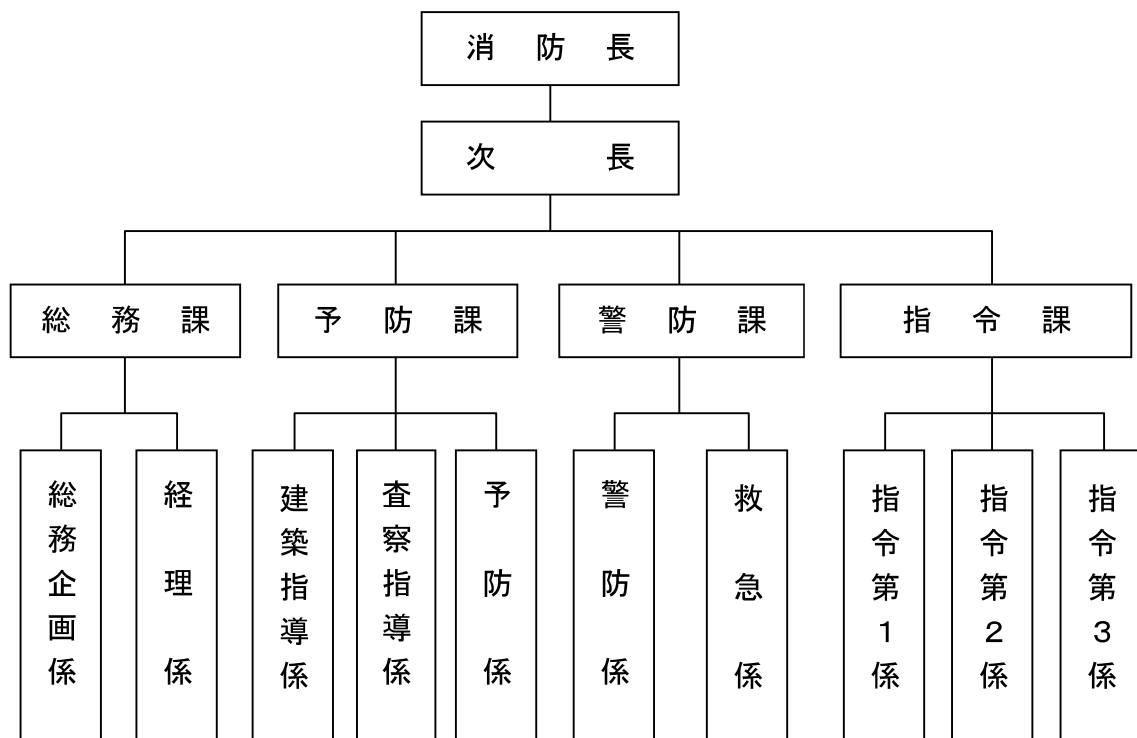 消防長
次長
総務課
予防課
警防課
指令課
総務企画係
経理係
建築指導係
査察指導係
予防係
警防係
救急係
指令第１係
指令第２係
指令第３係